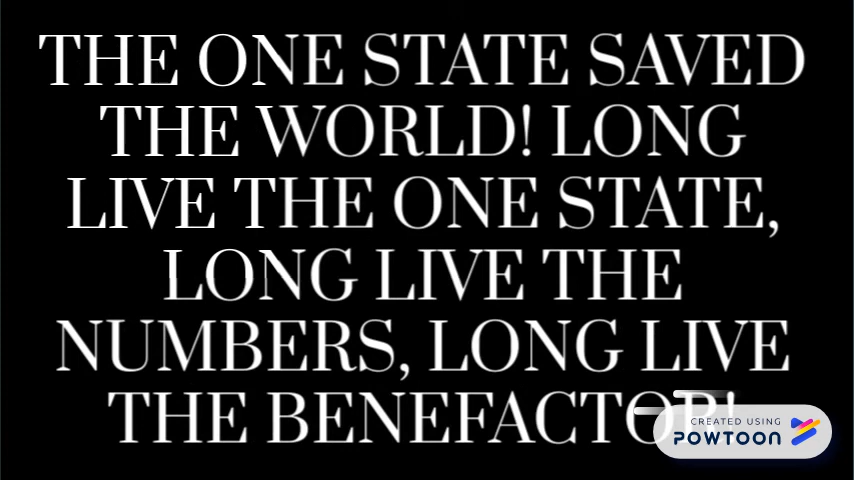 THE ONE STATE SAVED
THE WORLD! LONG
LIVE THE ONE STATE,
LONG LIVE THE
NUMBERS, LONG LIVE
THE BENEFACTOR!
CREATED USING
POWTOON